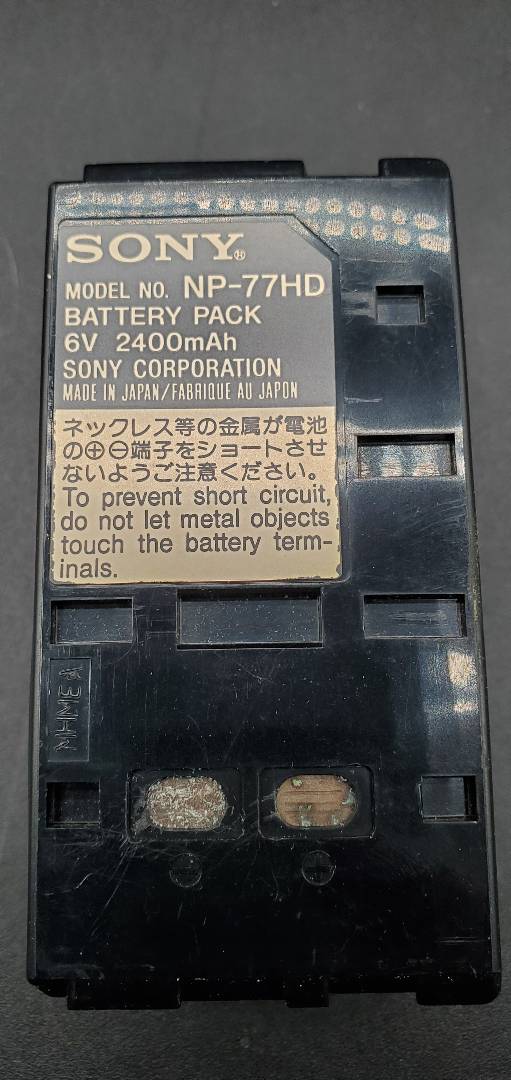 SONY®
MODEL NO. NP-77HD
BATTERY PACK
6V 2400mAh
SONY CORPORATION
MADE IN JAPAN/FABRIQUE AU JAPON
ネックレス等の金属が電池
の⊕⊖端子をショートさせ
ないようご注意ください。
To prevent short circuit,
do not let metal objects
touch the battery term-
inals.